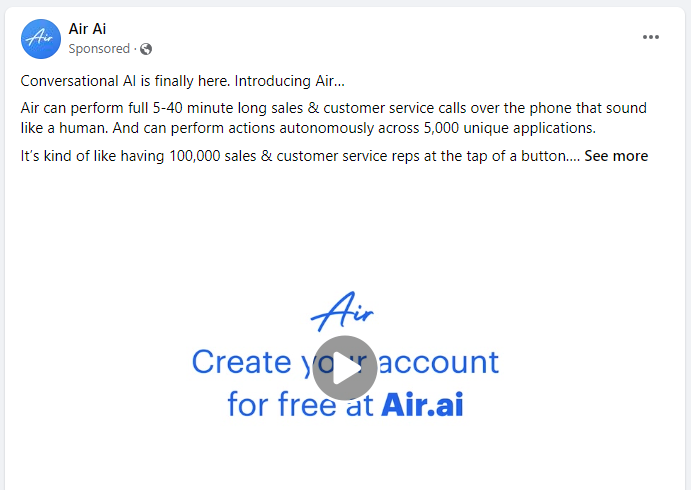 Air
Air Ai
Sponsored ·
Conversational AI is finally here. Introducing Air...
Air can perform full 5-40 minute long sales & customer service calls over the phone that sound
like a human. And can perform actions autonomously across 5,000 unique applications.
It's kind of like having 100,000 sales & customer service reps at the tap of a button.... See more
Air
Create your account
for free at Air.ai